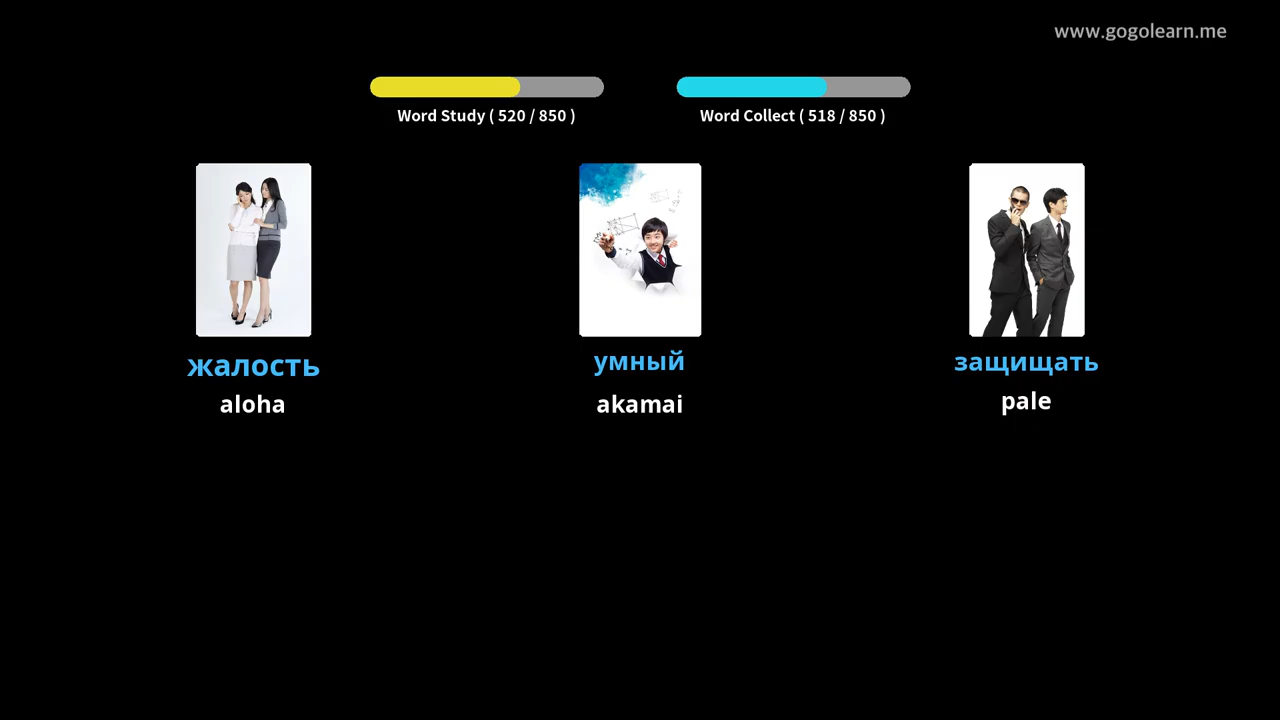 www.gogolearn.me
Word Study ( 520 / 850 )
Word Collect ( 518 / 850 )
жалость
умный
защищать
aloha
akamai
pale